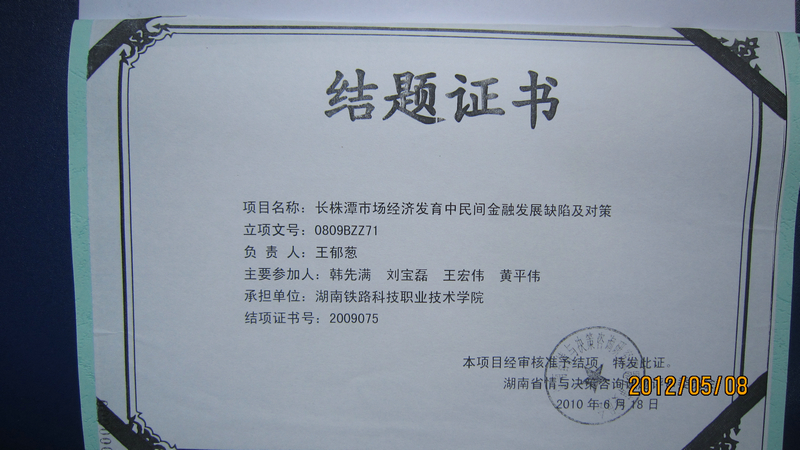 结题证书
项目名称：长株潭市场经济发育中民间金融发展缺陷及对策
立项文号：0809BZZ71
负 责 人：王郁葱
主要参加人：韩先满 刘宝磊 王宏伟 黄平伟
承担单位：湖南铁路科技职业技术学院
结项证书号：2009075
本项目经审核准予结项，特发此证。
湖南省情与决策咨询
2010 年 6 月 18 日
2012/05/08